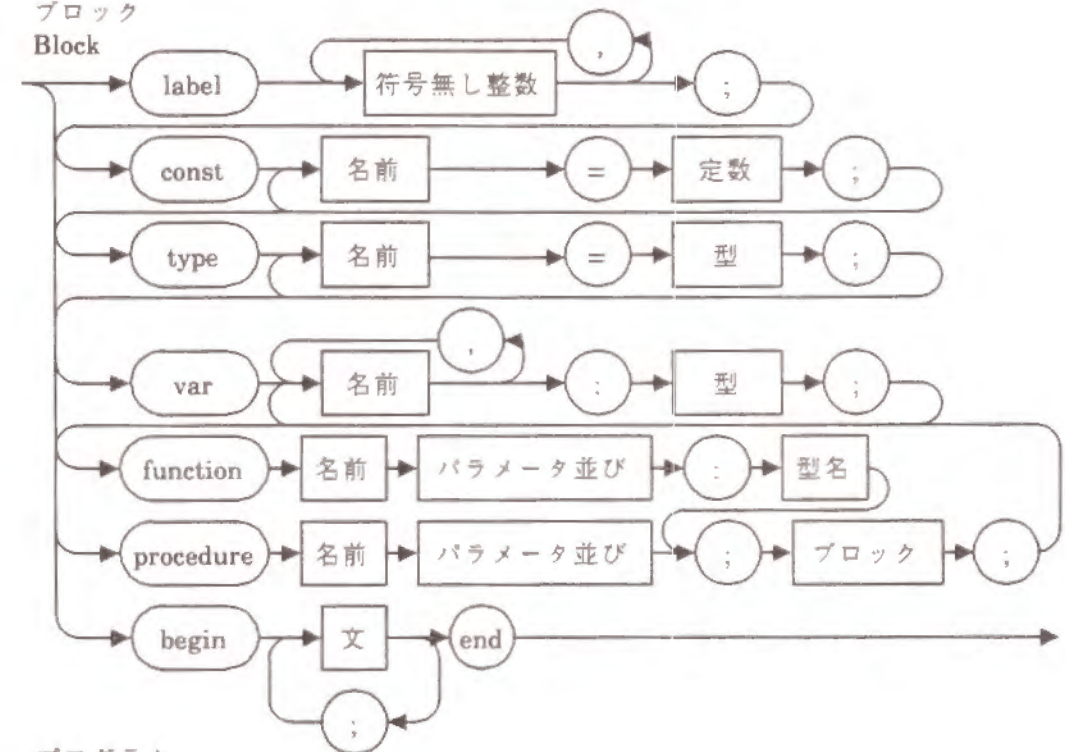 ブロック
Block
label 符号無し整数 , ;
const 名前 = 定数 ;
type 名前 = 型 ;
,
var 名前 : 型 ;
function 名前 パラメータ並び : 型名
procedure 名前 パラメータ並び ; ブロック ;
begin 文 end
;